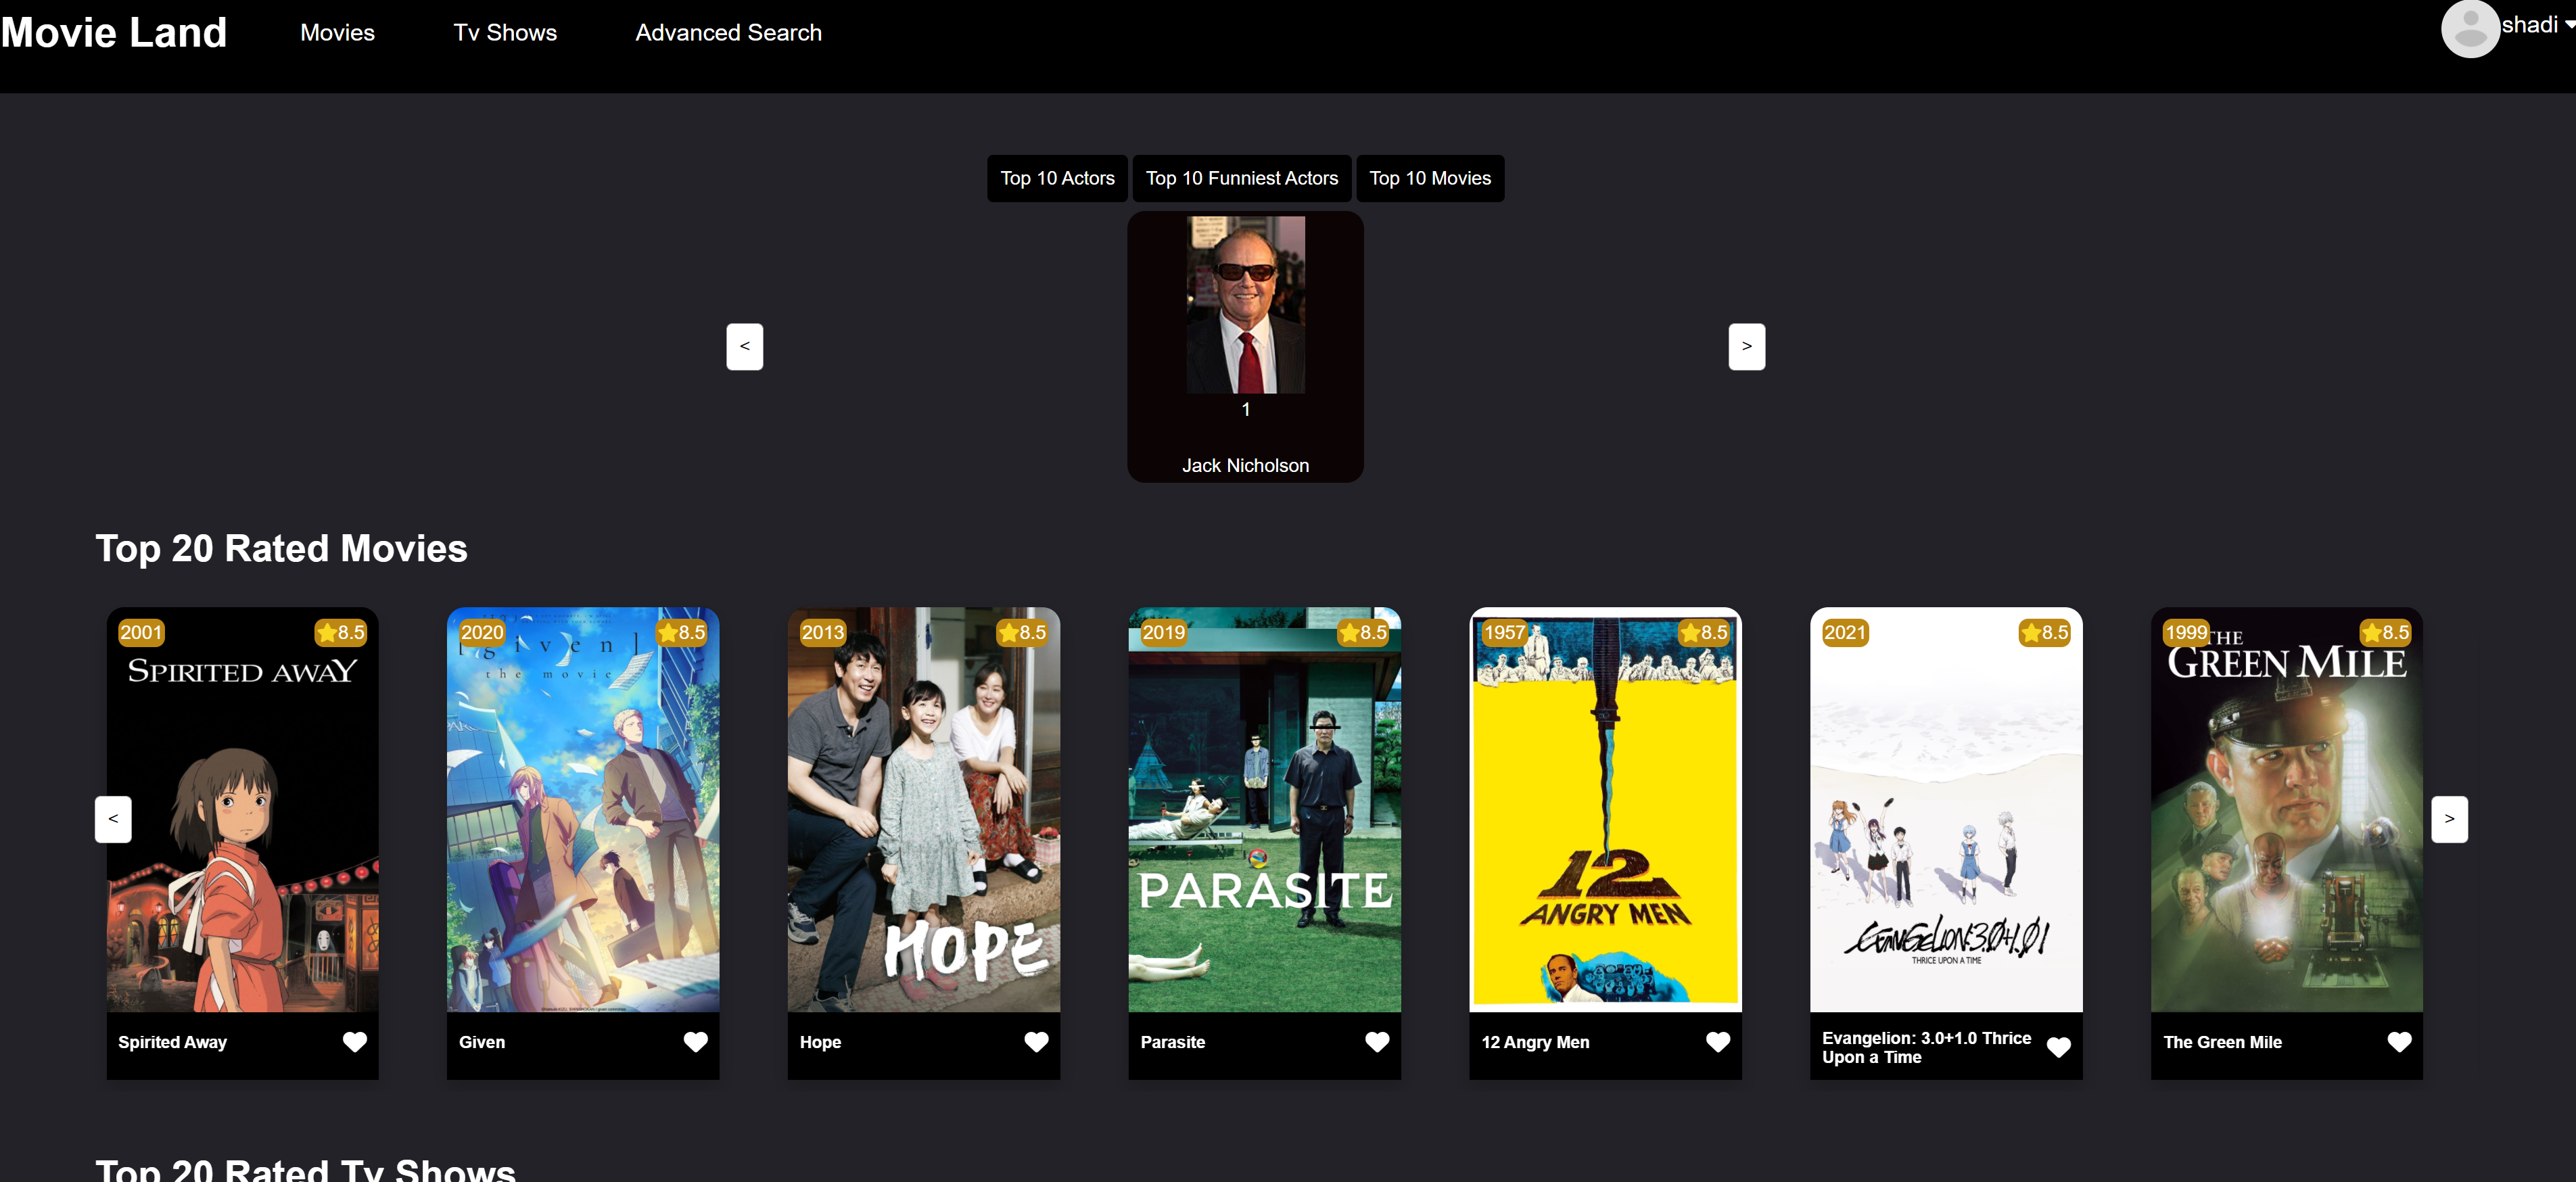 Movie Land Movies Tv Shows Advanced Search shadi
Top 10 Actors Top 10 Funniest Actors Top 10 Movies
< >
1
Jack Nicholson
Top 20 Rated Movies
2001 8.5
SPIRITED AWAY
Spirited Away
2020 8.5
[ given ]
the movie
Given
2013 8.5
HOPE
Hope
2019 8.5
PARASITE
Parasite
1957 8.5
12
ANGRY MEN
12 Angry Men
2021 8.5
EVANGELION:3.0+1.01
THRICE UPON A TIME
Evangelion: 3.0+1.0 Thrice
Upon a Time
1999 8.5
THE
GREEN MILE
The Green Mile
< >
Top 20 Rated Tv Shows